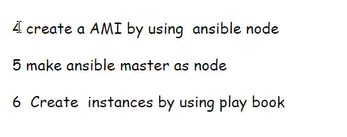 4 create a AMI by using ansible node
5 make ansible master as node
6 Create instances by using play book